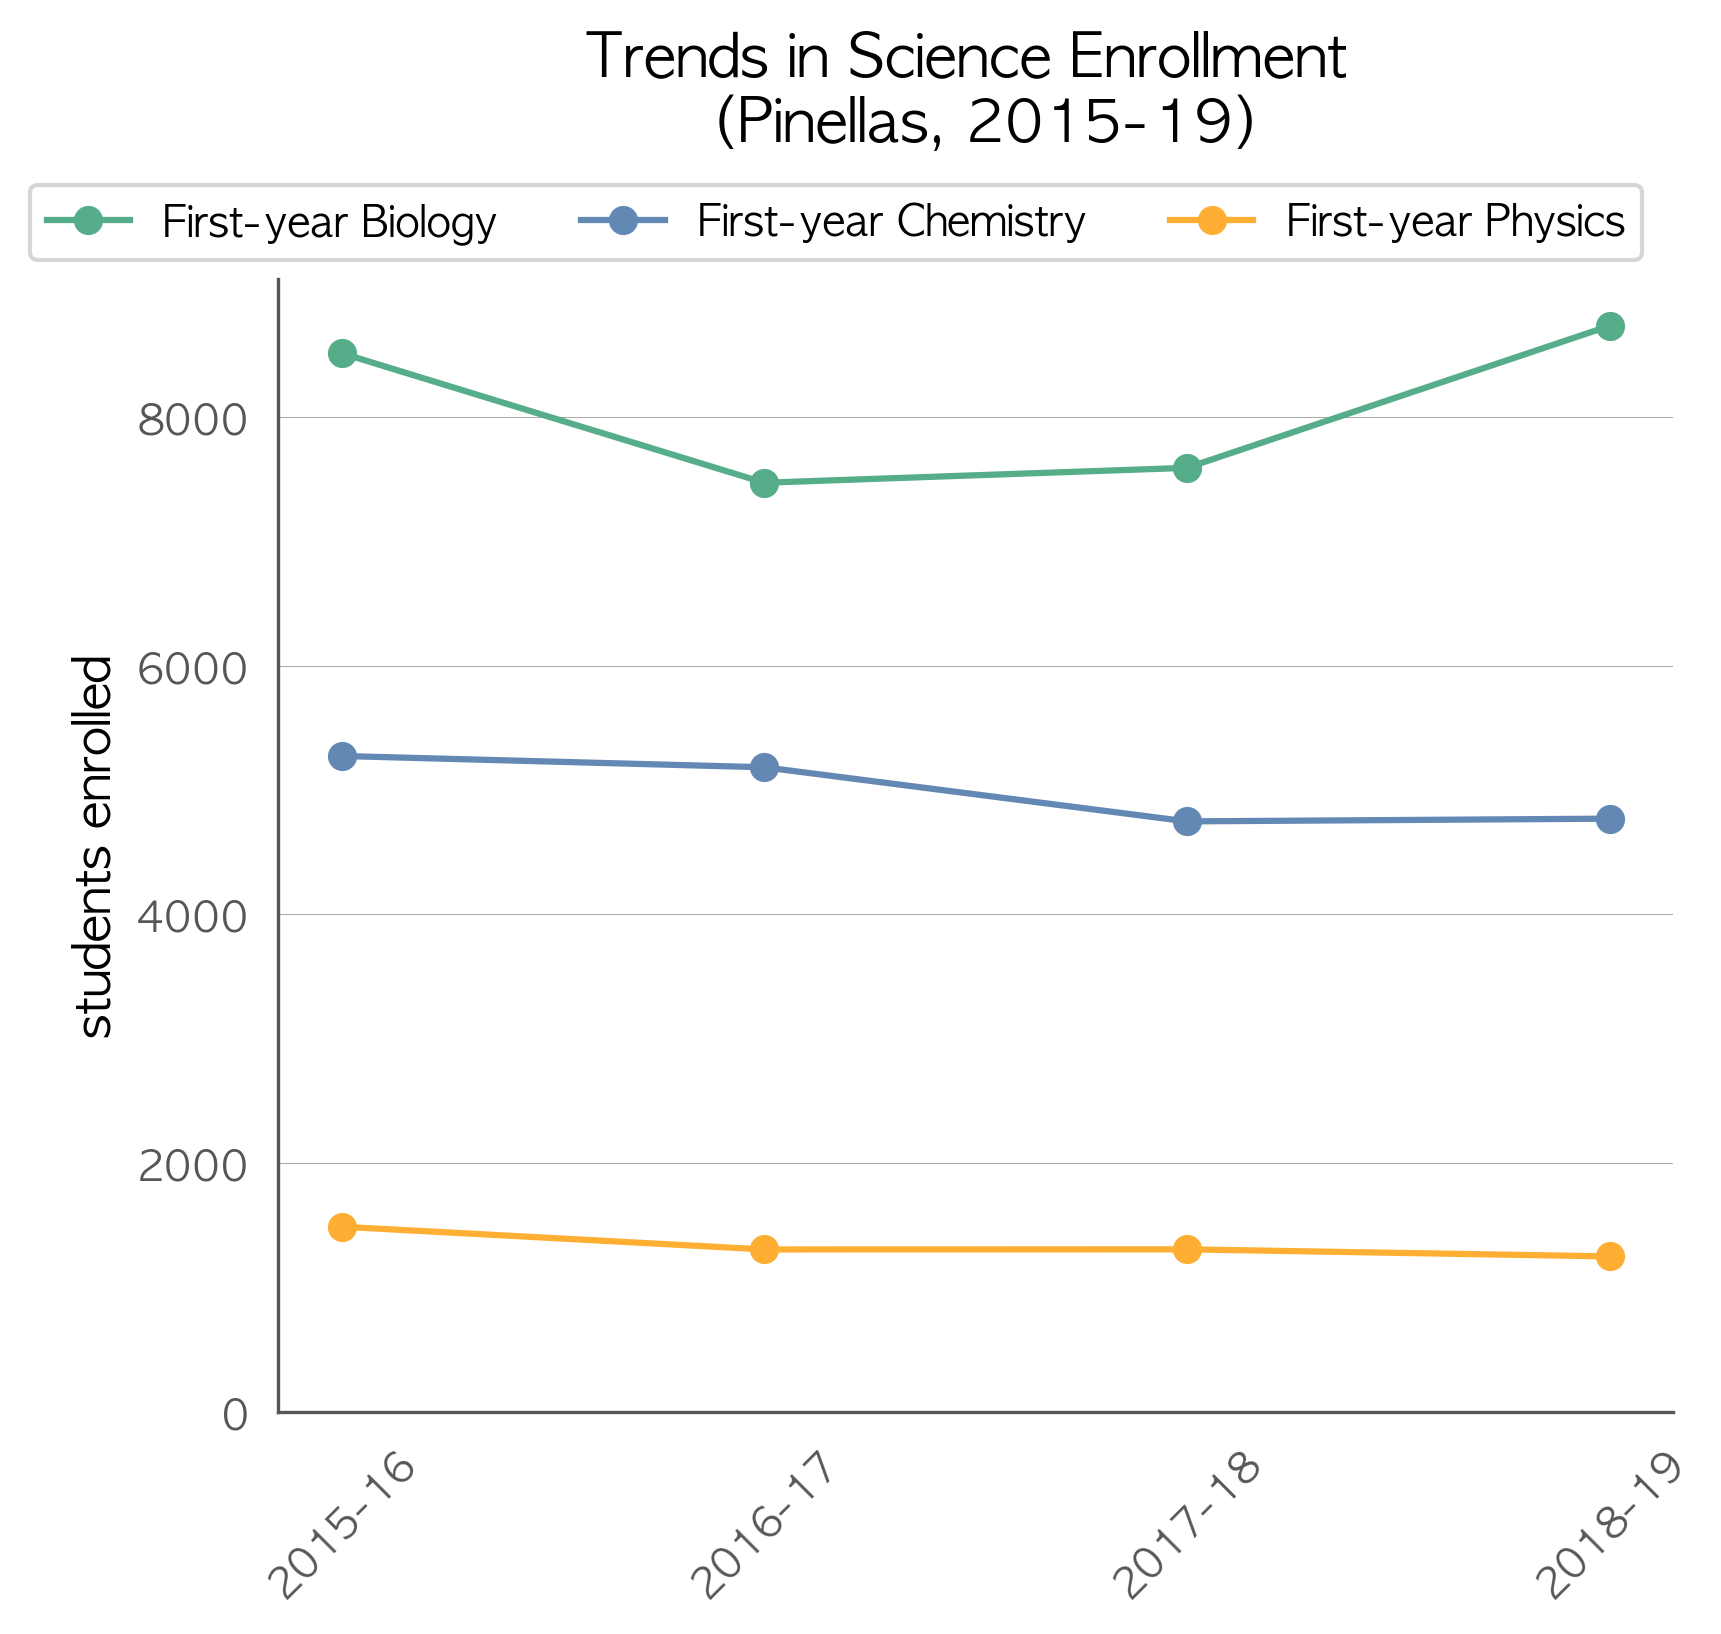 Trends in Science Enrollment
(Pinellas, 2015-19)
First-year Biology First-year Chemistry First-year Physics
students enrolled
8000
6000
4000
2000
0
2015-16 2016-17 2017-18 2018-19